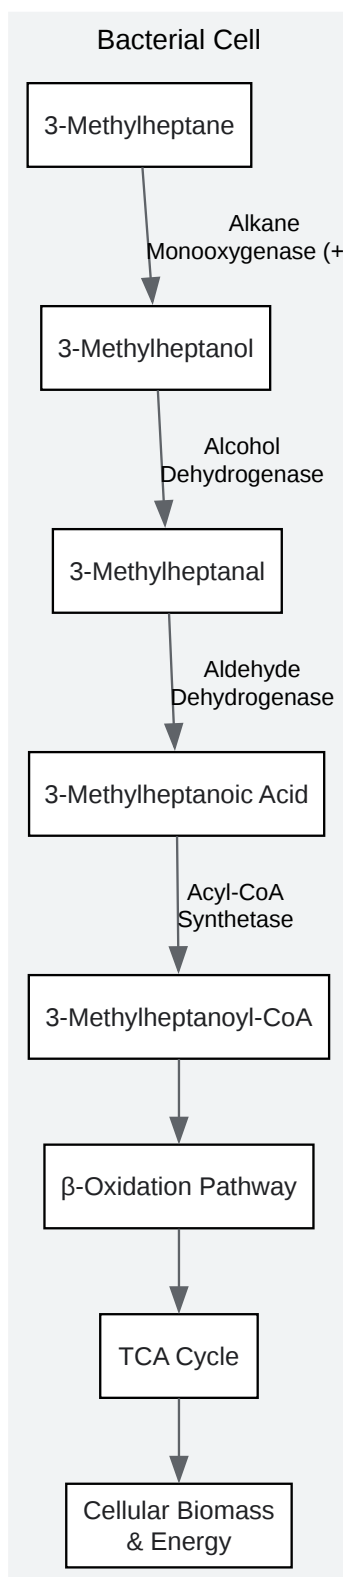 Bacterial Cell
3-Methylheptane
Alkane
Monooxygenase (+
3-Methylheptanol
Alcohol
Dehydrogenase
3-Methylheptanal
Aldehyde
Dehydrogenase
3-Methylheptanoic Acid
Acyl-CoA
Synthetase
3-Methylheptanoyl-CoA
β-Oxidation Pathway
TCA Cycle
Cellular Biomass
& Energy